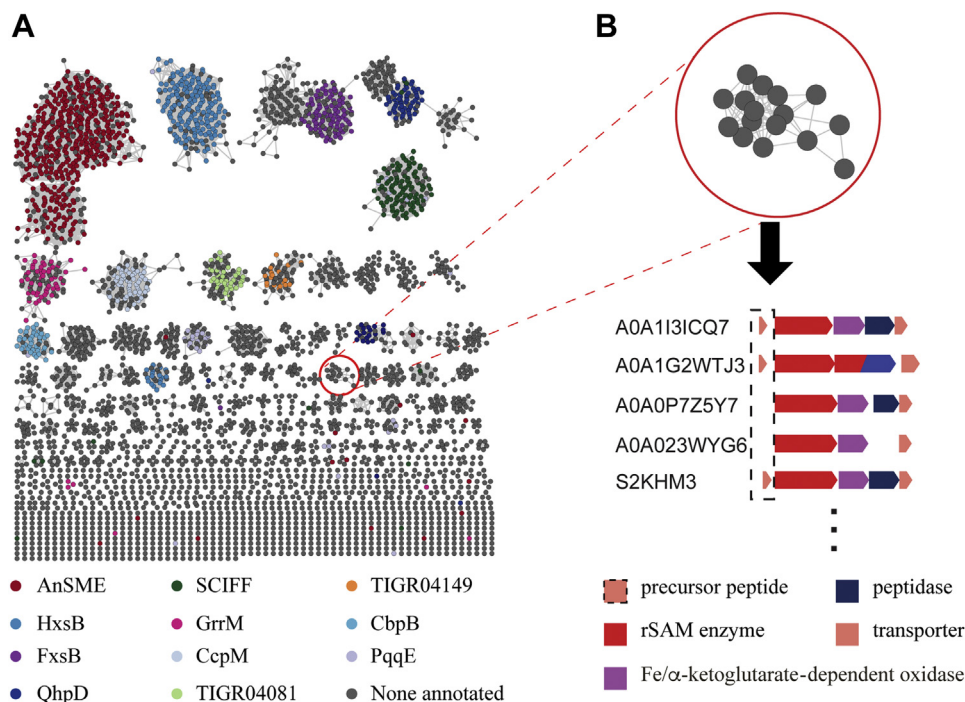 A
B
A0A1I3ICQ7
A0A1G2WTJ3
A0A0P7Z5Y7
A0A023WYG6
S2KHM3
AnSME
SCIFF
TIGR04149
HxsB
GrrM
CbpB
FxsB
CcpM
PqqE
QhpD
TIGR04081
None annotated
precursor peptide
peptidase
rSAM enzyme
transporter
Fe/α-ketoglutarate-dependent oxidase